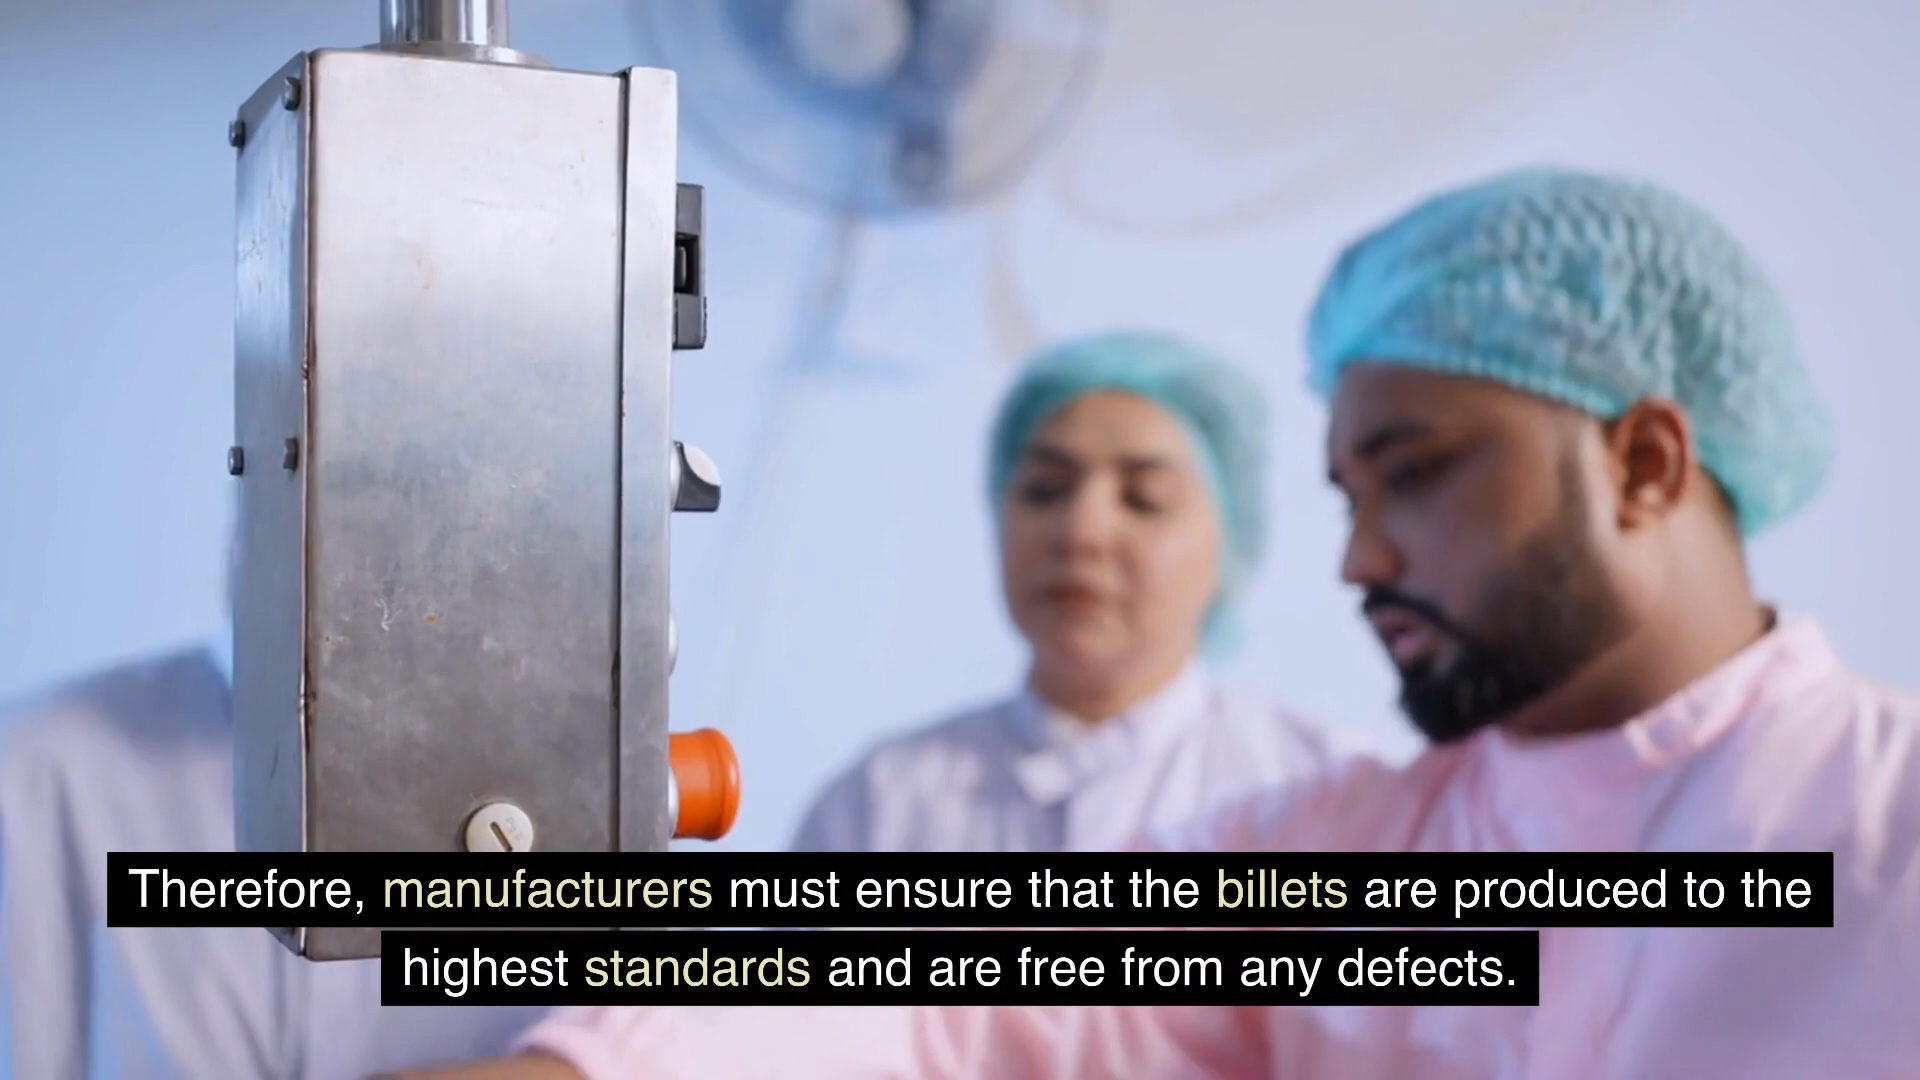 Therefore, manufacturers must ensure that the billets are produced to the
highest standards and are free from any defects.